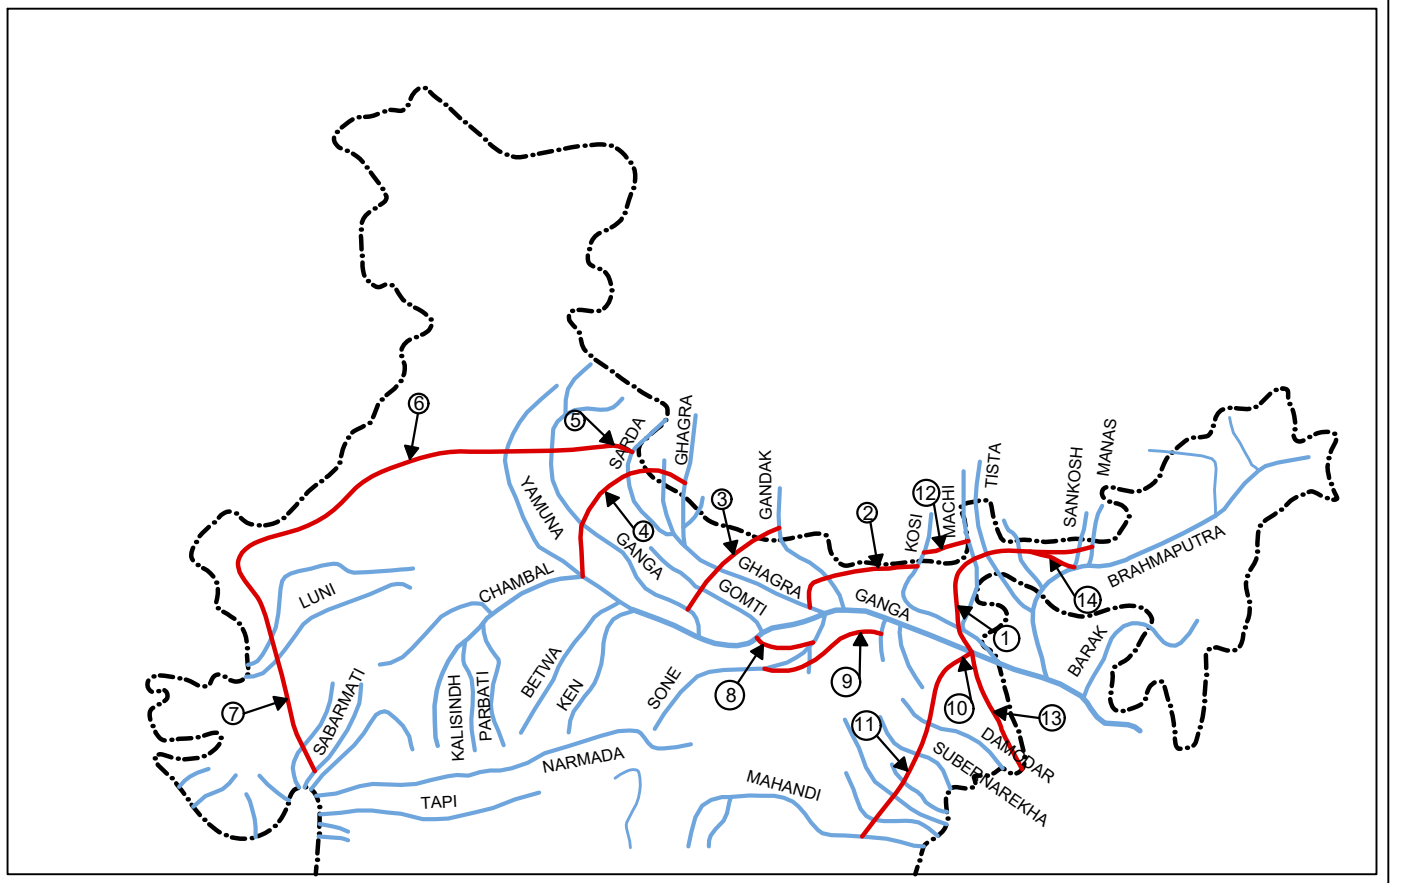 6
5
SARDA
GHAGRA
YAMUNA
4
GANGA
3
GANDAK
GHAGRA
GOMTI
2
GANGA
12
KOSI
MACHI
TISTA
SANKOSH
MANAS
BRAHMAPUTRA
14
1
BARAK
LUNI
CHAMBAL
7
SABARMATI
KALISINDH
PARBATI
BETWA
KEN
SONE
8
9
10
13
11
DAMODAR
SUBERNAREKHA
NARMADA
TAPI
MAHANDI